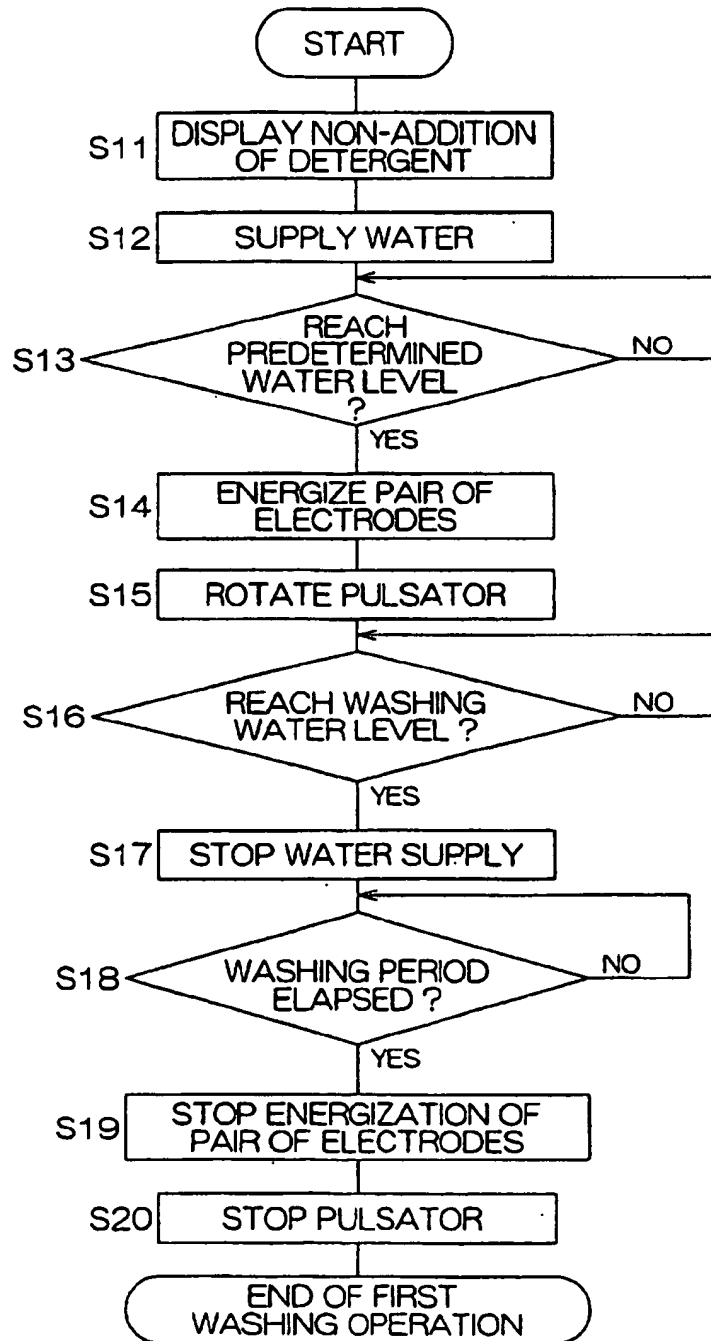 START
S11
DISPLAY NON-ADDITION
OF DETERGENT
S12
SUPPLY WATER
S13
REACH
PREDETERMINED
WATER LEVEL
?
NO
YES
S14
ENERGIZE PAIR OF
ELECTRODES
S15
ROTATE PULSATOR
S16
REACH WASHING
WATER LEVEL ?
NO
YES
S17
STOP WATER SUPPLY
S18
WASHING PERIOD
ELAPSED ?
NO
YES
S19
STOP ENERGIZATION OF
PAIR OF ELECTRODES
S20
STOP PULSATOR
END OF FIRST
WASHING OPERATION